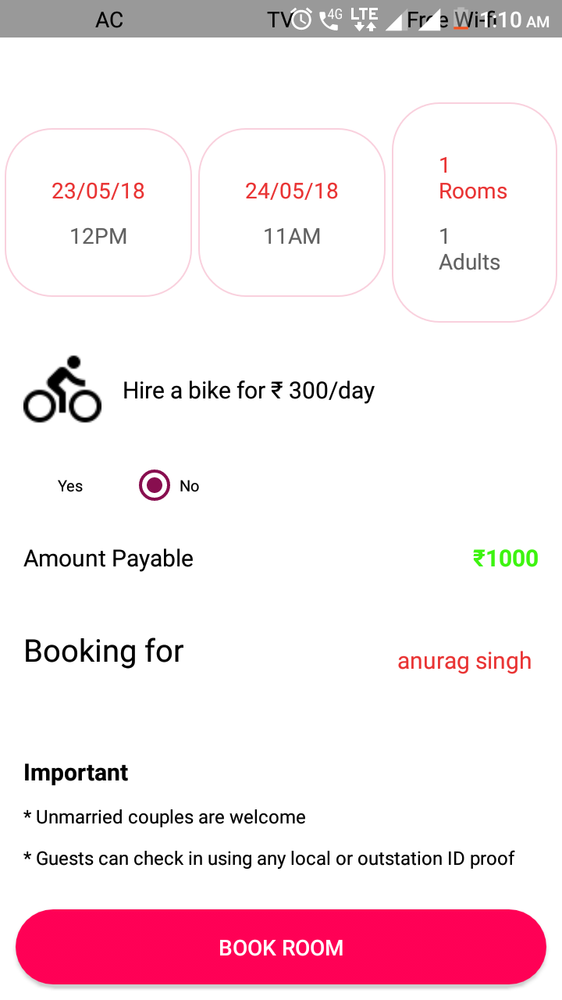 AC TV Free Wi-fi
4G LTE 1:10 AM
23/05/18
12PM
24/05/18
11AM
1
Rooms
1
Adults
Hire a bike for ₹ 300/day
Yes No
Amount Payable ₹1000
Booking for anurag singh
Important
* Unmarried couples are welcome
* Guests can check in using any local or outstation ID proof
BOOK ROOM